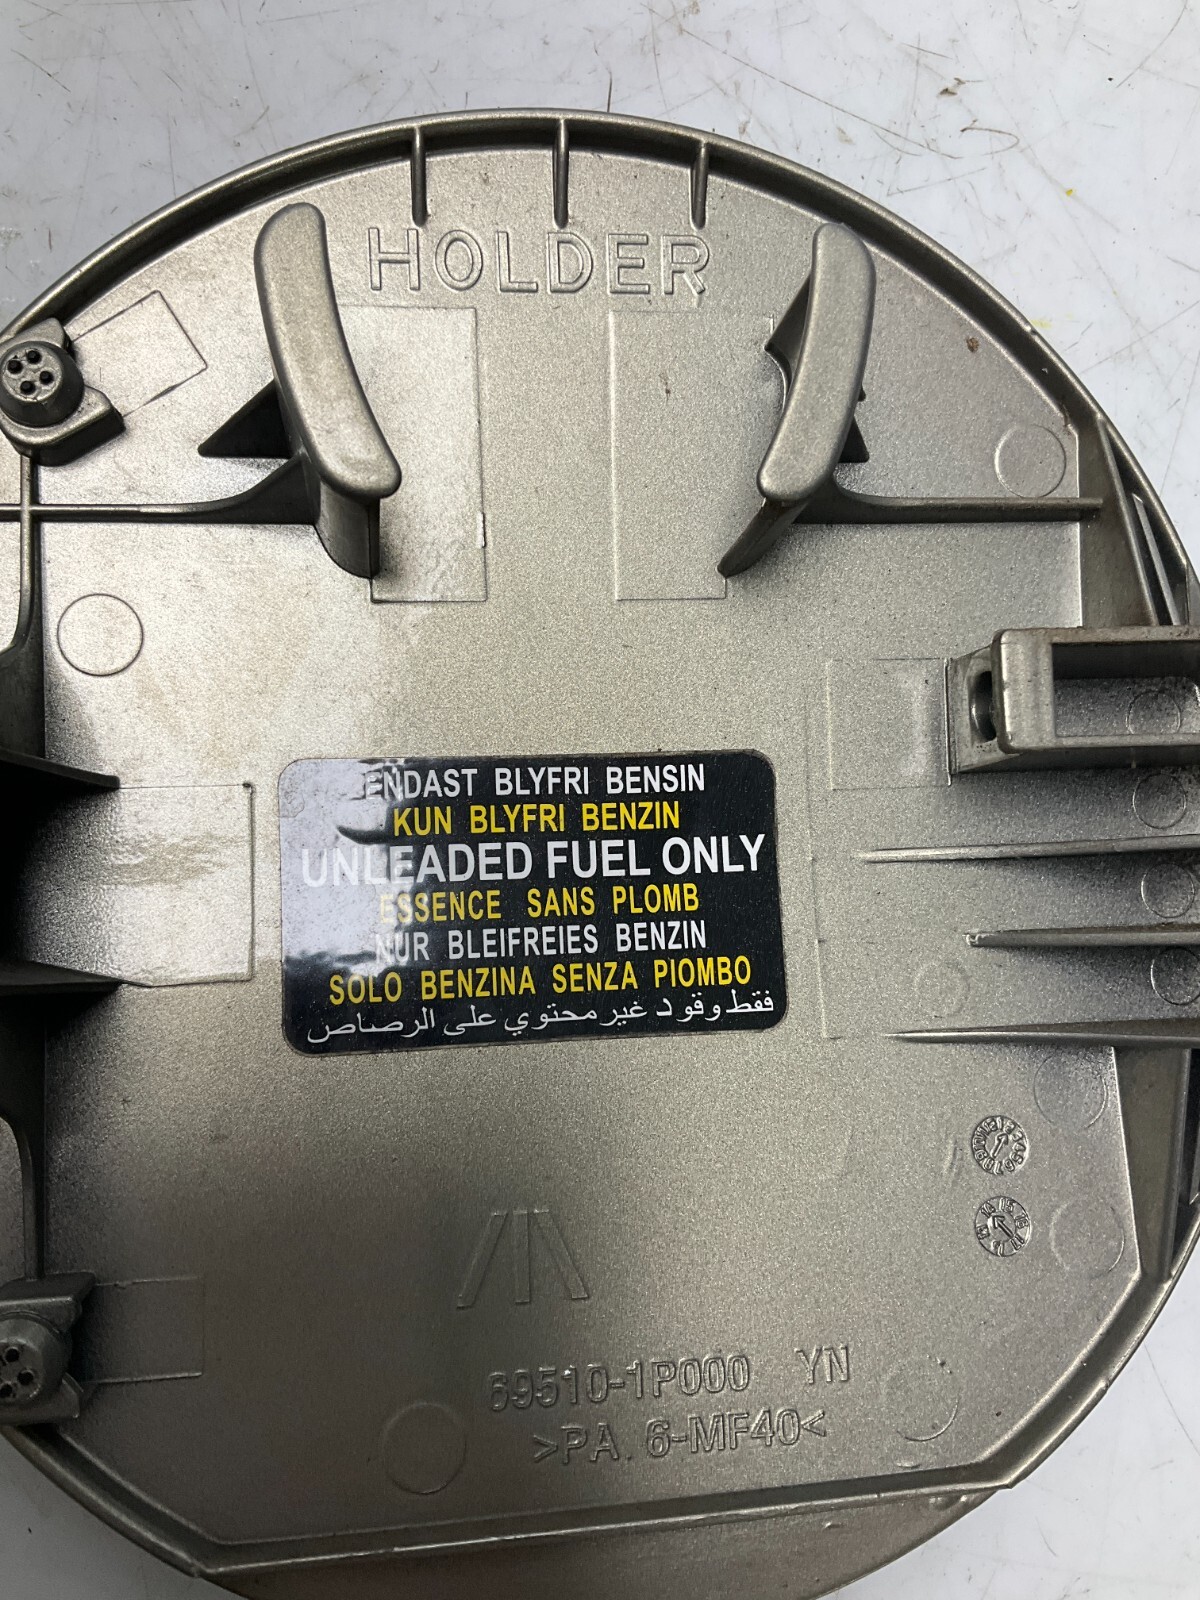 HOLDER
ENDAST BLYFRI BENSIN
KUN BLYFRI BENZIN
UNLEADED FUEL ONLY
ESSENCE SANS PLOMB
NUR BLEIFREIES BENZIN
SOLO BENZINA SENZA PIOMBO
فقط وقود غير محتوي على الرصاص
69510-1P000 YN
>PA 6-MF40<